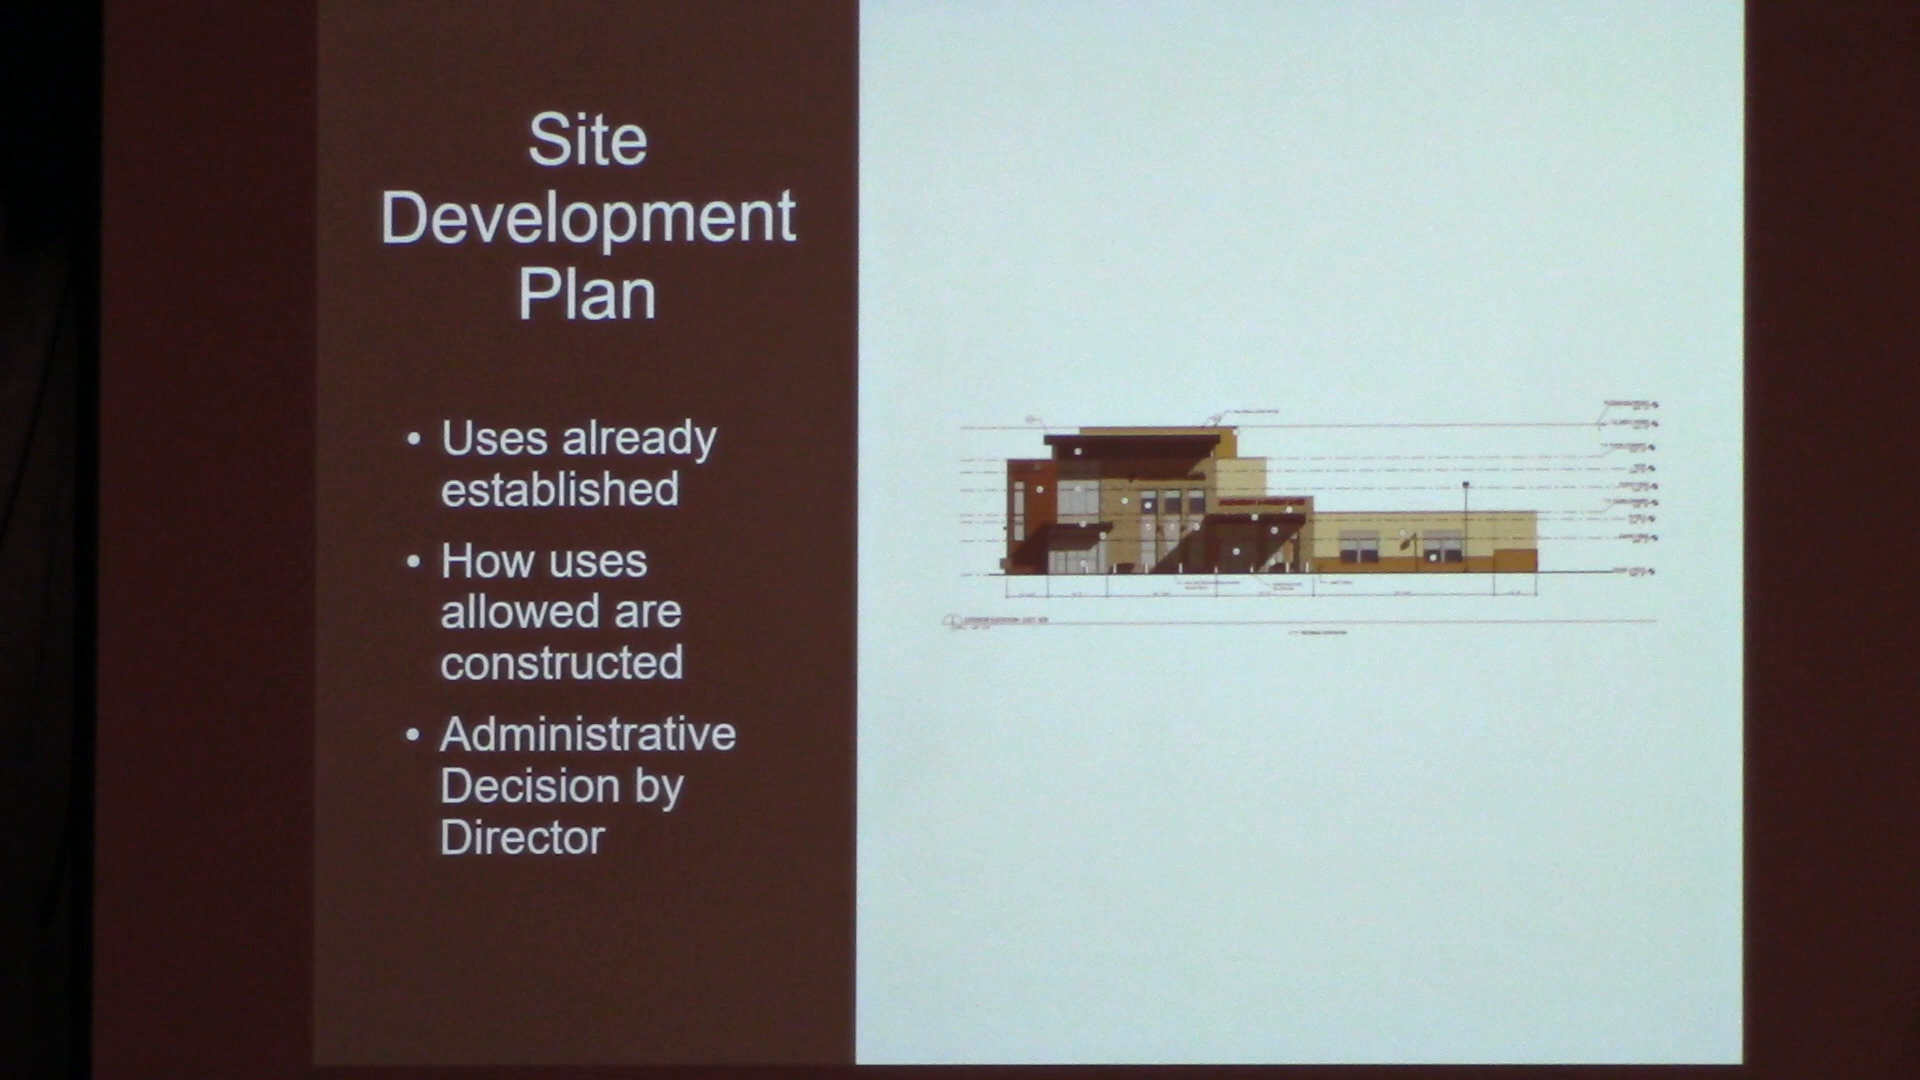 Site
Development
Plan
• Uses already
established
• How uses
allowed are
constructed
• Administrative
Decision by
Director